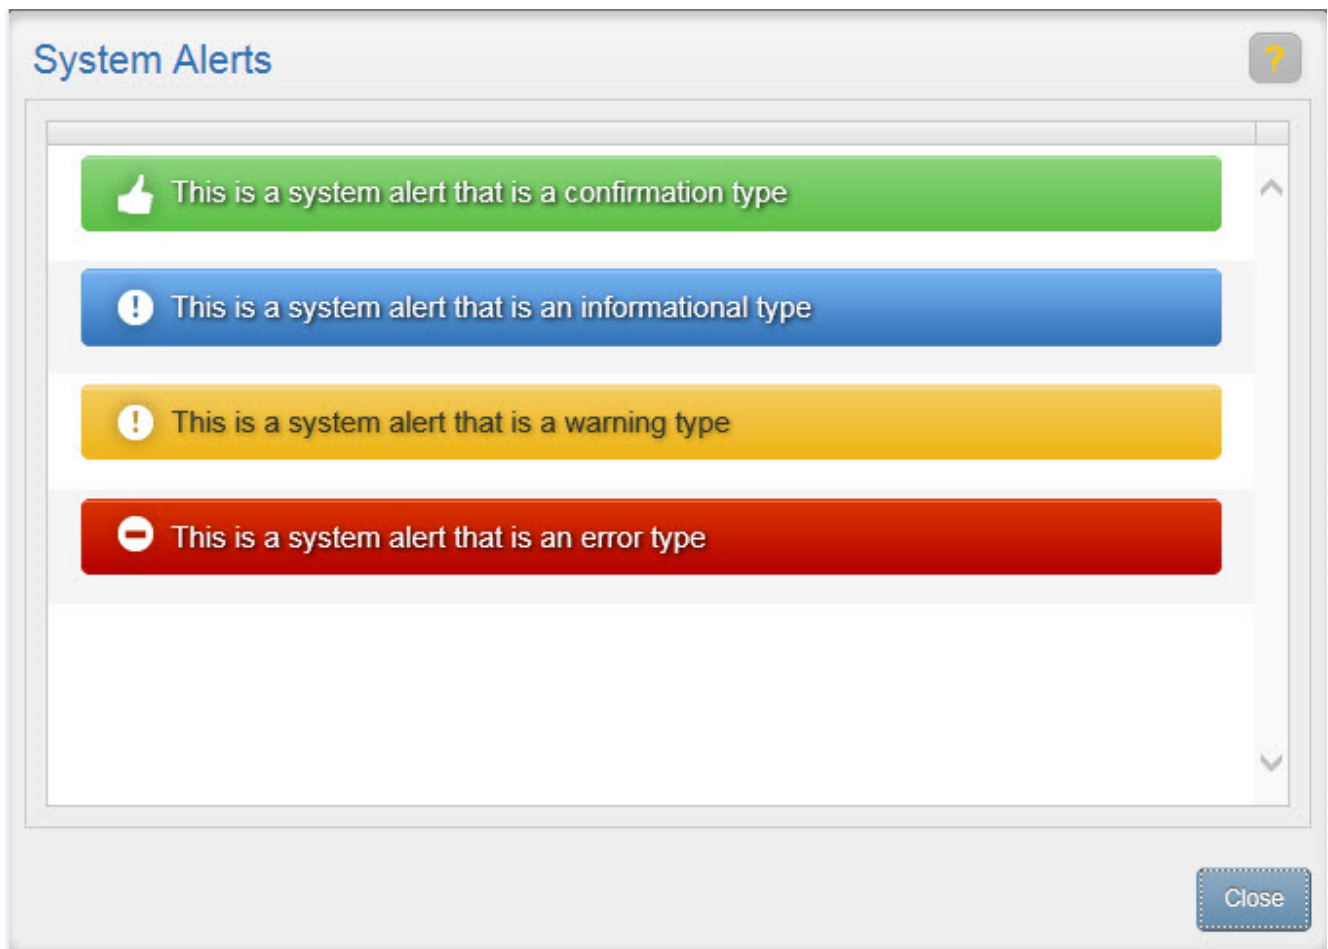 System Alerts
?
This is a system alert that is a confirmation type
This is a system alert that is an informational type
This is a system alert that is a warning type
This is a system alert that is an error type
Close